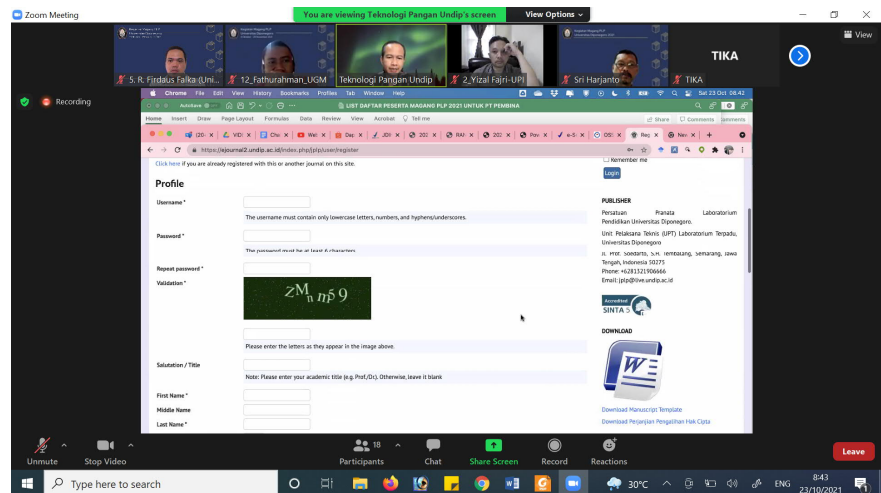 Zoom Meeting
You are viewing Teknologi Pangan Undip's screen
View Options
View
5. R. Firdaus Falka (Uni...
12_Fathurahman_UGM
Teknologi Pangan Undip
2_Yizal Fajri-UPI
Sri Harjanto
TIKA
TIKA
Recording
Chrome File Edit View History Bookmarks Profiles Tab Window Help
Sat 23 Oct 08.42
AutoSave
LIST DAFTAR PESERTA MAGANG PLP 2021 UNTUK PT PEMBINA
Home Insert Draw Page Layout Formulas Data Review View Acrobat Tell me
Share Comments
https://ejournal2.undip.ac.id/index.php/jplp/user/register
Click here if you are already registered with this or another journal on this site.
Profile
Username *
The username must contain only lowercase letters, numbers, and hyphens/underscores.
Password *
The password must be at least 6 characters
Repeat password *
Validation *
Please enter the letters as they appear in the image above.
Salutation / Title
Note: Please enter your academic title (e.g. Prof./Dr.). Otherwise, leave it blank
First Name *
Middle Name
Last Name *
Remember me
Login
PUBLISHER
Persatuan Pranata Laboratorium
Pendidikan Universitas Diponegoro.
Unit Pelaksana Teknis (UPT) Laboratorium Terpadu,
Universitas Diponegoro
Jl. Prof. Soedarto, S.H. Tembalang, Semarang, Jawa
Tengah, Indonesia 50275
Phone: +6281321906666
Email: jplp@live.undip.ac.id
Accredited
SINTA 5
DOWNLOAD
W
Download Manuscript Template
Download Perjanjian Pengalihan Hak Cipta
Unmute
Stop Video
18
Participants
Chat
Share Screen
Record
Reactions
Leave
Type here to search
30°C
ENG
8:43
23/10/2021